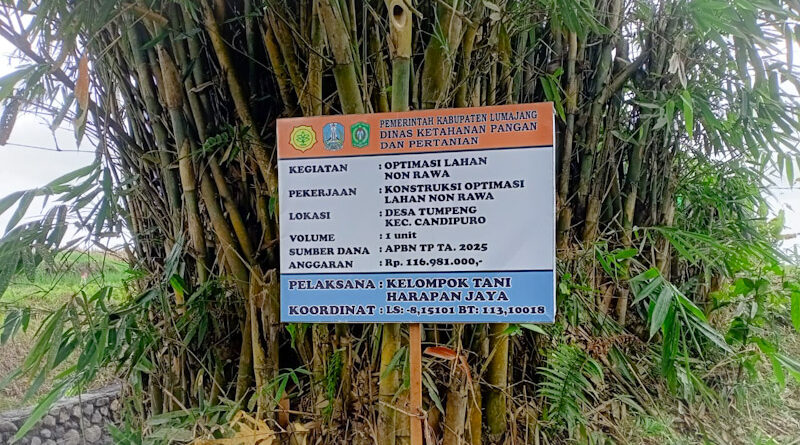 PEMERINTAH KABUPATEN LUMAJANG
DINAS KETAHANAN PANGAN
DAN PERTANIAN
KEGIATAN : OPTIMASI LAHAN
NON RAWA
PEKERJAAN : KONSTRUKSI OPTIMASI
LAHAN NON RAWA
LOKASI : DESA TUMPENG
KEC. CANDIPURO
VOLUME : 1 unit
SUMBER DANA : APBN TP TA. 2025
ANGGARAN : Rp. 116.981.000,-
PELAKSANA : KELOMPOK TANI
HARAPAN JAYA
KOORDINAT : LS: -8,15101 BT: 113,10018